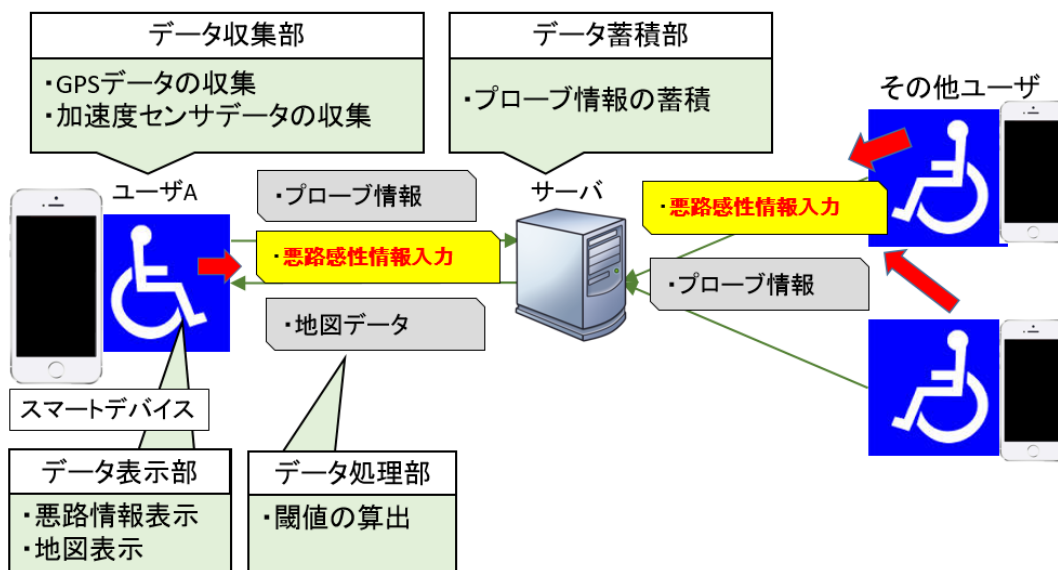 データ収集部
・GPSデータの収集
・加速度センサデータの収集
データ蓄積部
・プローブ情報の蓄積
その他ユーザ
ユーザA
・プローブ情報
サーバ
・悪路感性情報入力
・悪路感性情報入力
・プローブ情報
・地図データ
スマートデバイス
データ表示部
・悪路情報表示
・地図表示
データ処理部
・閾値の算出